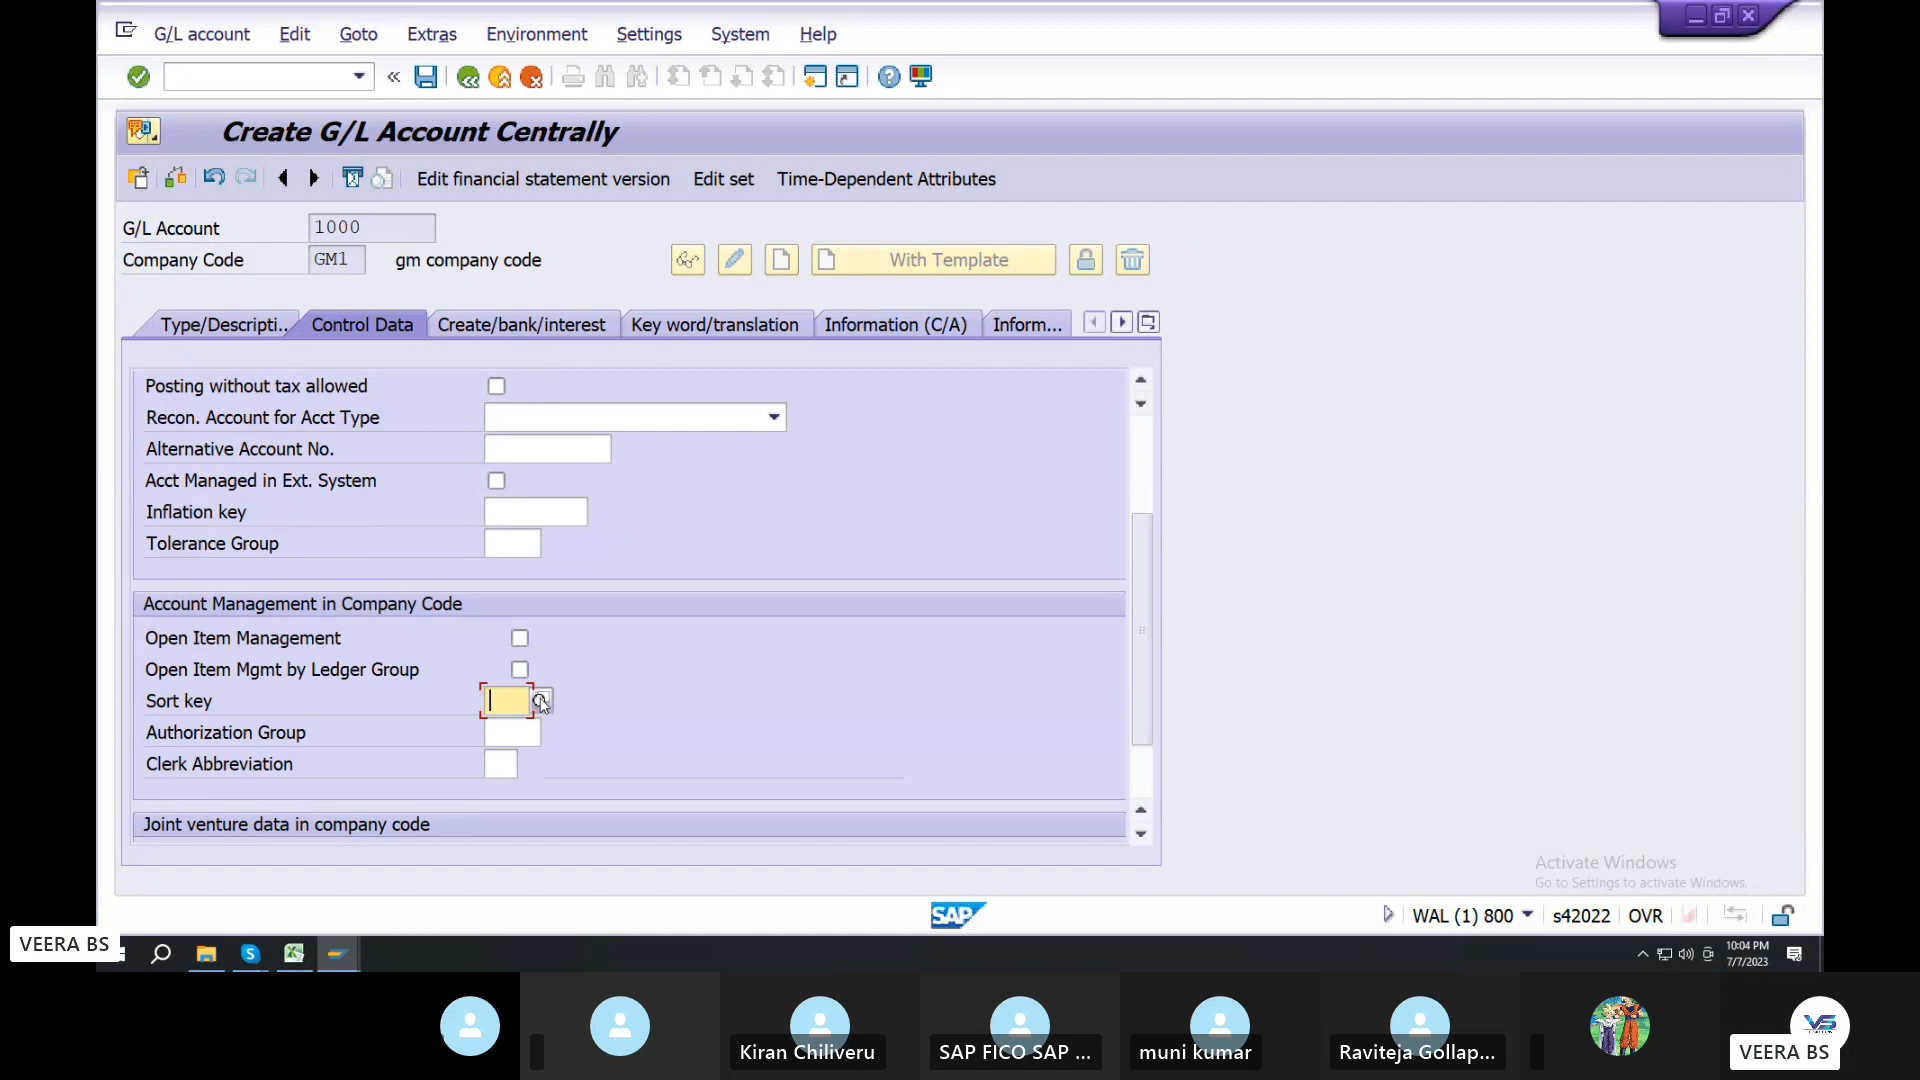 G/L account Edit Goto Extras Environment Settings System Help
Create G/L Account Centrally
Edit financial statement version Edit set Time-Dependent Attributes
G/L Account 1000
Company Code GM1 gm company code With Template
Type/Descripti.. Control Data Create/bank/interest Key word/translation Information (C/A) Inform...
Posting without tax allowed
Recon. Account for Acct Type
Alternative Account No.
Acct Managed in Ext. System
Inflation key
Tolerance Group
Account Management in Company Code
Open Item Management
Open Item Mgmt by Ledger Group
Sort key
Authorization Group
Clerk Abbreviation
Joint venture data in company code
Activate Windows
Go to Settings to activate Windows.
SAP WAL (1) 800 s42022 OVR
VEERA BS
10:04 PM
7/7/2023
Kiran Chiliveru SAP FICO SAP ... muni kumar Raviteja Gollap... VEERA BS